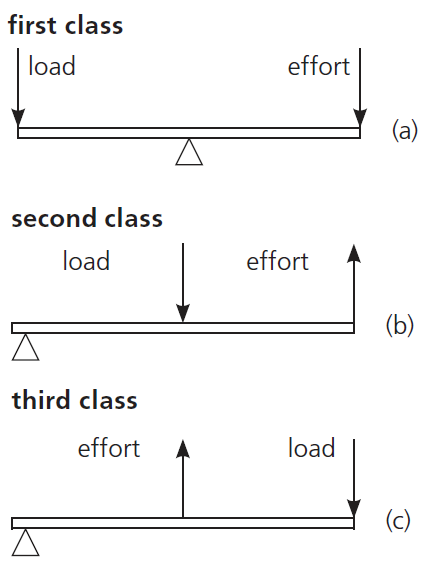 first class
load effort
(a)
second class
load effort
(b)
third class
effort load
(c)